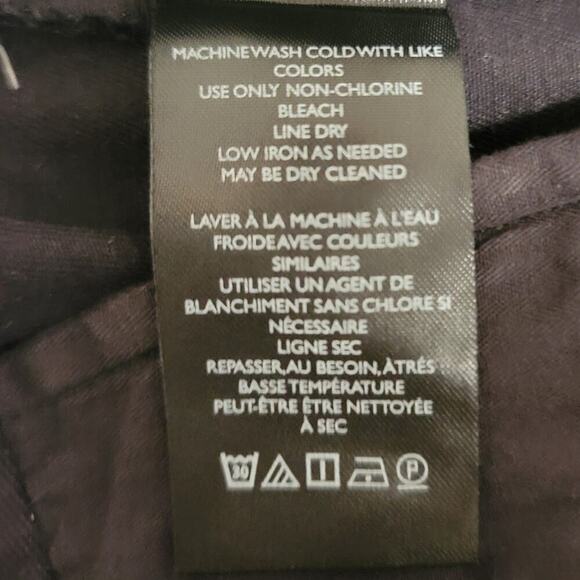 MACHINE WASH COLD WITH LIKE
COLORS
USE ONLY NON-CHLORINE
BLEACH
LINE DRY
LOW IRON AS NEEDED
MAY BE DRY CLEANED
LAVER À LA MACHINE À L'EAU
FROIDE AVEC COULEURS
SIMILAIRES
UTILISER UN AGENT DE
BLANCHIMENT SANS CHLORE SI
NÉCESSAIRE
LIGNE SEC
REPASSER, AU BESOIN, À TRÉS
BASSE TEMPÉRATURE
PEUT-ÊTRE ÊTRE NETTOYÉE
À SEC
30 P